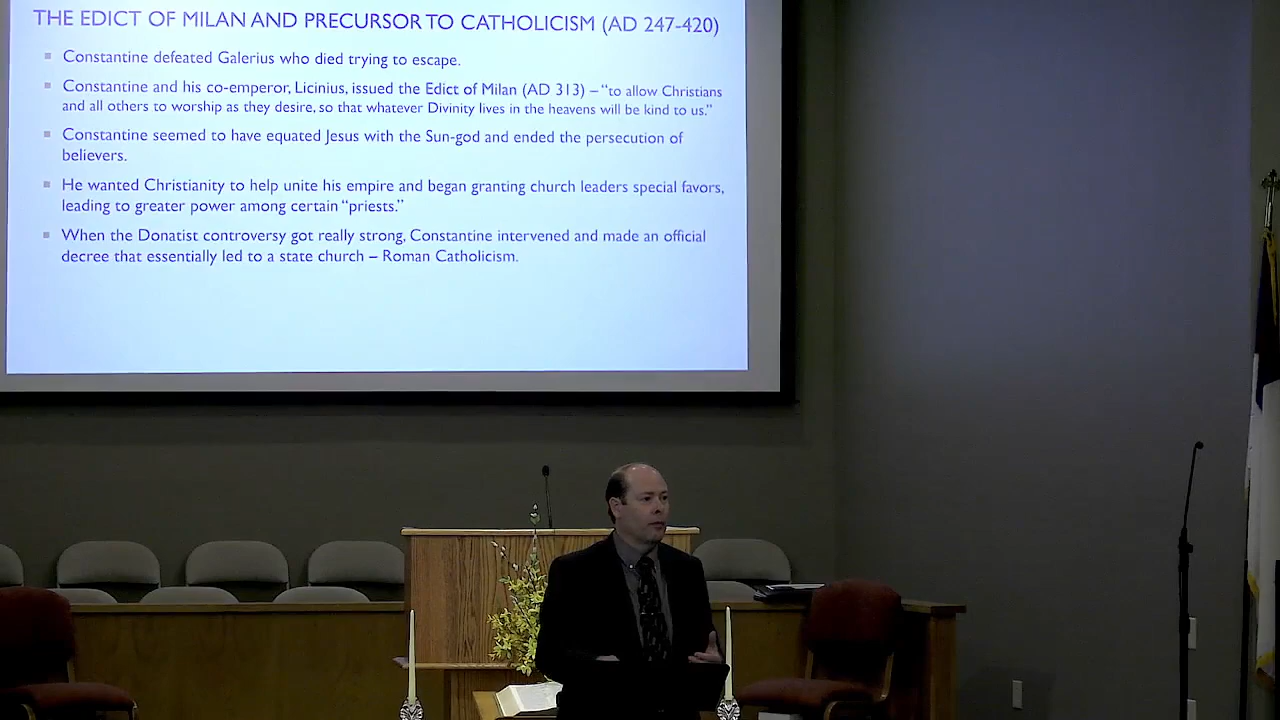 THE EDICT OF MILAN AND PRECURSOR TO CATHOLICISM (AD 247-420)
Constantine defeated Galerius who died trying to escape.
Constantine and his co-emperor, Licinius, issued the Edict of Milan (AD 313) – “to allow Christians
and all others to worship as they desire, so that whatever Divinity lives in the heavens will be kind to us.”
Constantine seemed to have equated Jesus with the Sun-god and ended the persecution of
believers.
He wanted Christianity to help unite his empire and began granting church leaders special favors,
leading to greater power among certain “priests.”
When the Donatist controversy got really strong, Constantine intervened and made an official
decree that essentially led to a state church – Roman Catholicism.